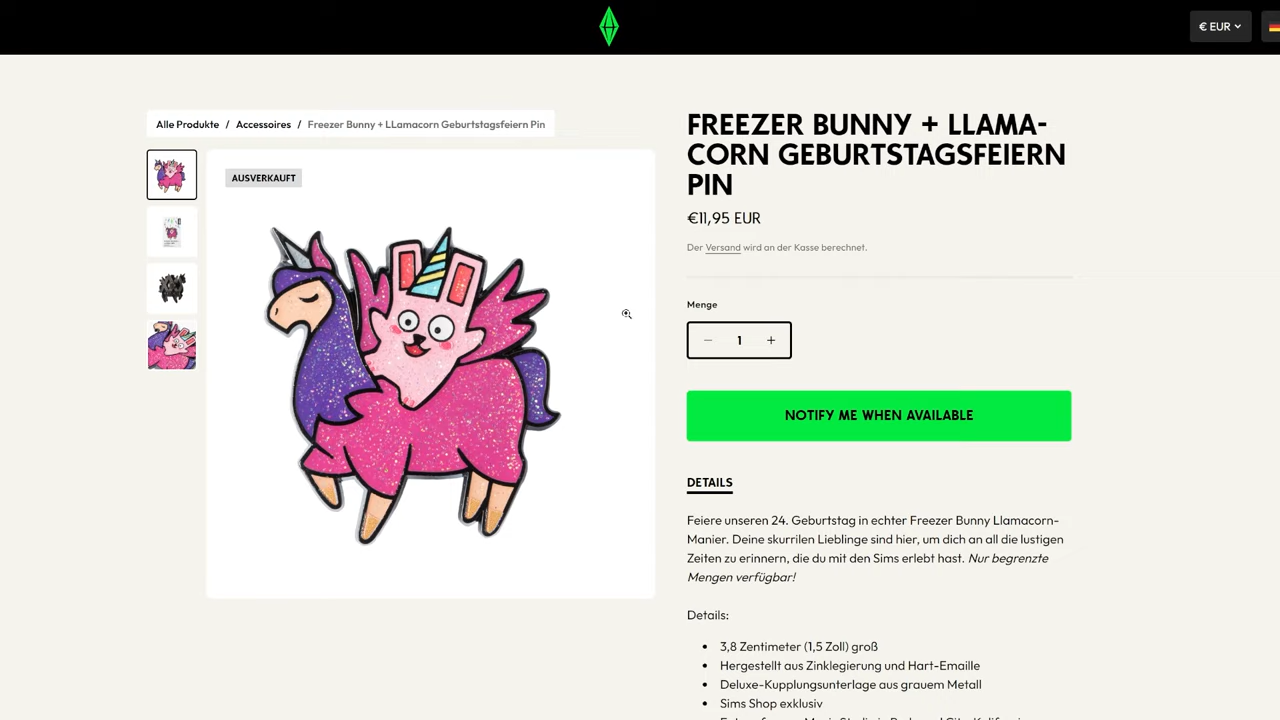 € EUR
Alle Produkte / Accessoires / Freezer Bunny + LLamacorn Geburtstagsfeiern Pin
AUSVERKAUFT
FREEZER BUNNY + LLAMA-
CORN GEBURTSTAGSFEIERN
PIN
€11,95 EUR
Der Versand wird an der Kasse berechnet.
Menge
− 1 +
NOTIFY ME WHEN AVAILABLE
DETAILS
Feiere unseren 24. Geburtstag in echter Freezer Bunny Llamacorn-
Manier. Deine skurrilen Lieblinge sind hier, um dich an all die lustigen
Zeiten zu erinnern, die du mit den Sims erlebt hast. Nur begrenzte
Mengen verfügbar!
Details:
• 3,8 Zentimeter (1,5 Zoll) groß
• Hergestellt aus Zinklegierung und Hart-Emaille
• Deluxe-Kupplungsunterlage aus grauem Metall
• Sims Shop exklusiv